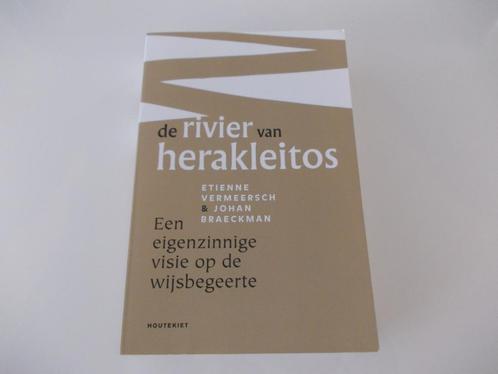 de rivier van
herakleitos
ETIENNE
VERMEERSCH
& JOHAN
BRAECKMAN
Een
eigenzinnige
visie op de
wijsbegeerte
HOUTEKIET